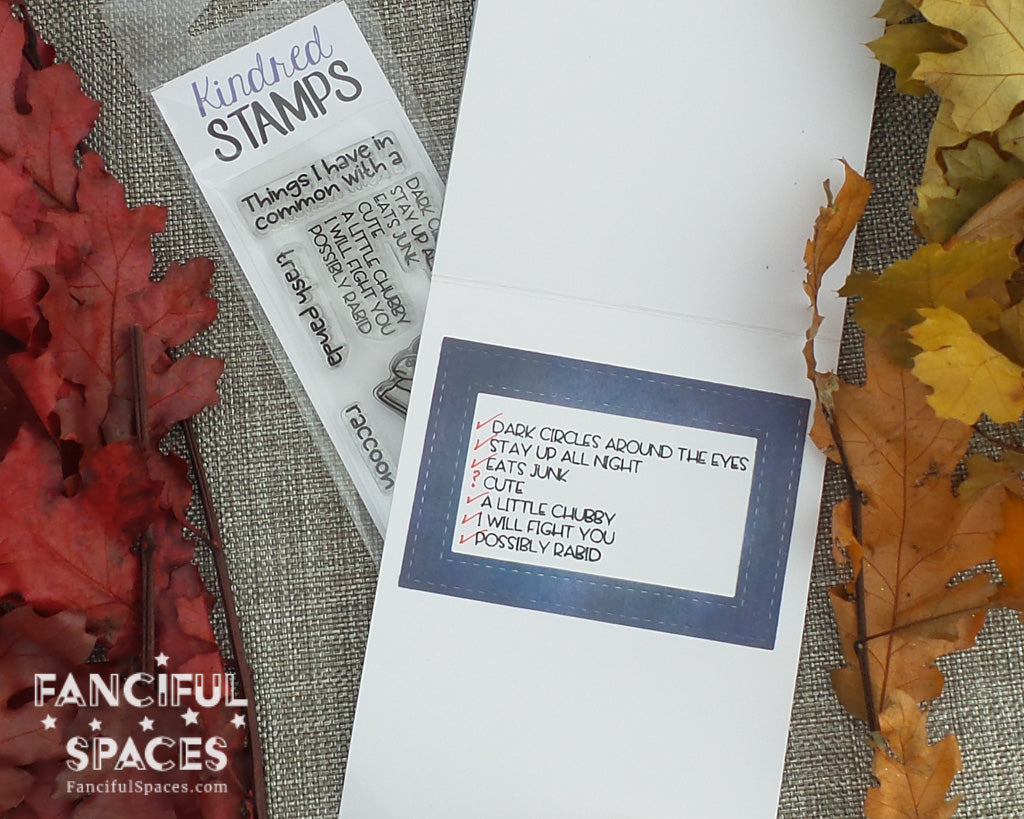 Kindred
STAMPS
Things I have in
common with a
DARK
STAY UP
EATS JUNK
CUTE
A LITTLE CHUBBY
I WILL FIGHT YOU
POSSIBLY RABID
trash panda
raccoon
DARK CIRCLES AROUND THE EYES
STAY UP ALL NIGHT
EATS JUNK
? CUTE
A LITTLE CHUBBY
I WILL FIGHT YOU
POSSIBLY RABID
FANCIFUL
SPACES
FancifulSpaces.com